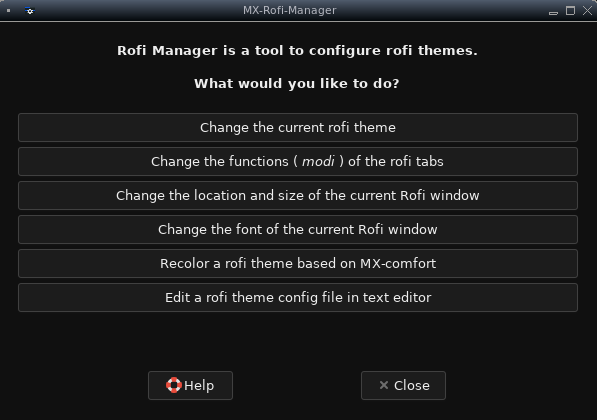 MX-Rofi-Manager
Rofi Manager is a tool to configure rofi themes.
What would you like to do?
Change the current rofi theme
Change the functions ( modi ) of the rofi tabs
Change the location and size of the current Rofi window
Change the font of the current Rofi window
Recolor a rofi theme based on MX-comfort
Edit a rofi theme config file in text editor
Help
Close